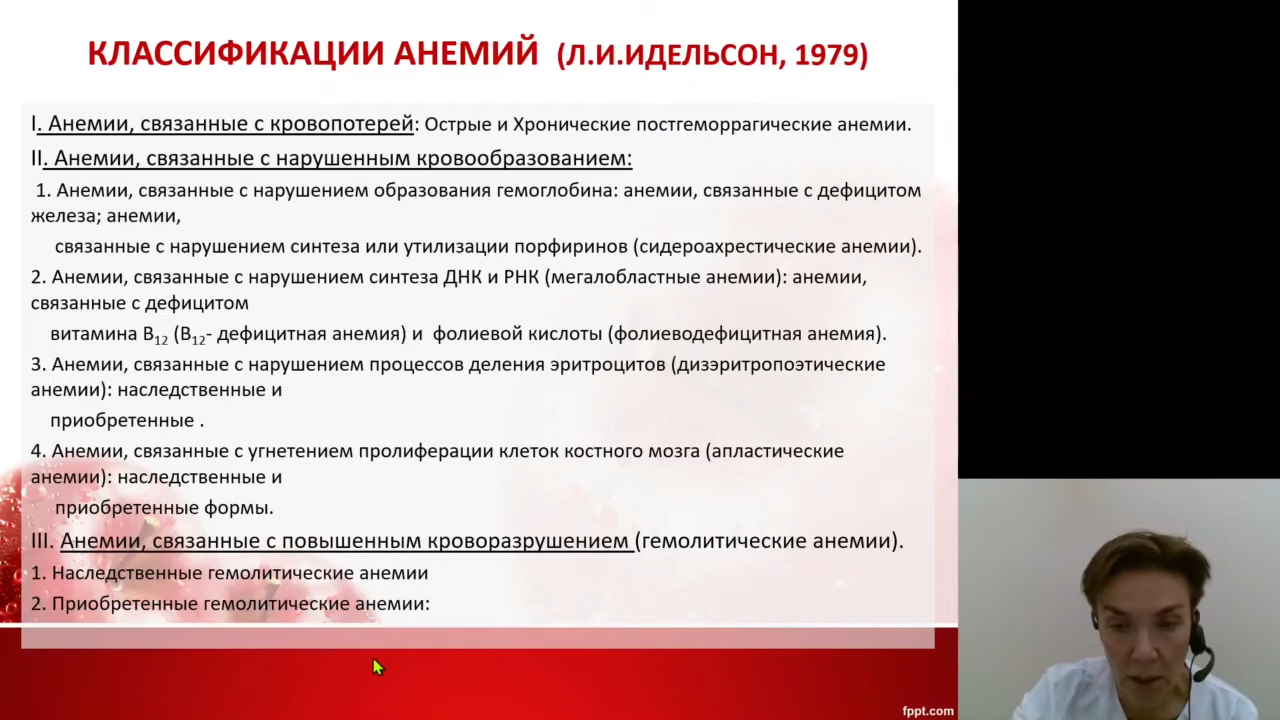 КЛАССИФИКАЦИИ АНЕМИЙ (Л.И.ИДЕЛЬСОН, 1979)
I. Анемии, связанные с кровопотерей: Острые и Хронические постгеморрагические анемии.
II. Анемии, связанные с нарушенным кровообразованием:
1. Анемии, связанные с нарушением образования гемоглобина: анемии, связанные с дефицитом
железа; анемии,
связанные с нарушением синтеза или утилизации порфиринов (сидероахрестические анемии).
2. Анемии, связанные с нарушением синтеза ДНК и РНК (мегалобластные анемии): анемии,
связанные с дефицитом
витамина В12 (В12- дефицитная анемия) и фолиевой кислоты (фолиеводефицитная анемия).
3. Анемии, связанные с нарушением процессов деления эритроцитов (дизэритропоэтические
анемии): наследственные и
приобретенные .
4. Анемии, связанные с угнетением пролиферации клеток костного мозга (апластические
анемии): наследственные и
приобретенные формы.
III. Анемии, связанные с повышенным кроворазрушением (гемолитические анемии).
1. Наследственные гемолитические анемии
2. Приобретенные гемолитические анемии:
fppt.com